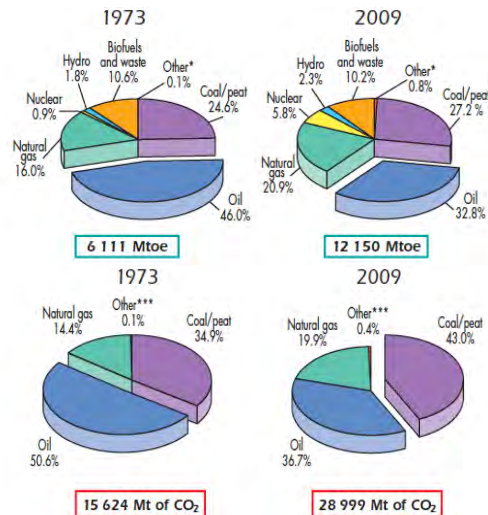 1973
Hydro
1.8%
Biofuels
and waste
10.6%
Other*
0.1%
Coal/peat
24.6%
Nuclear
0.9%
Natural
gas
16.0%
Oil
46.0%
6 111 Mtoe
2009
Hydro
2.3%
Biofuels
and waste
10.2%
Other*
0.8%
Coal/peat
27.2 %
Nuclear
5.8%
Natural
gas
20.9%
Oil
32.8%
12 150 Mtoe
1973
Natural gas
14.4%
Other***
0.1%
Coal/peat
34.9%
Oil
50.6%
15 624 Mt of CO₂
2009
Natural gas
19.9%
Other***
0.4%
Coal/peat
43.0%
Oil
36.7%
28 999 Mt of CO₂